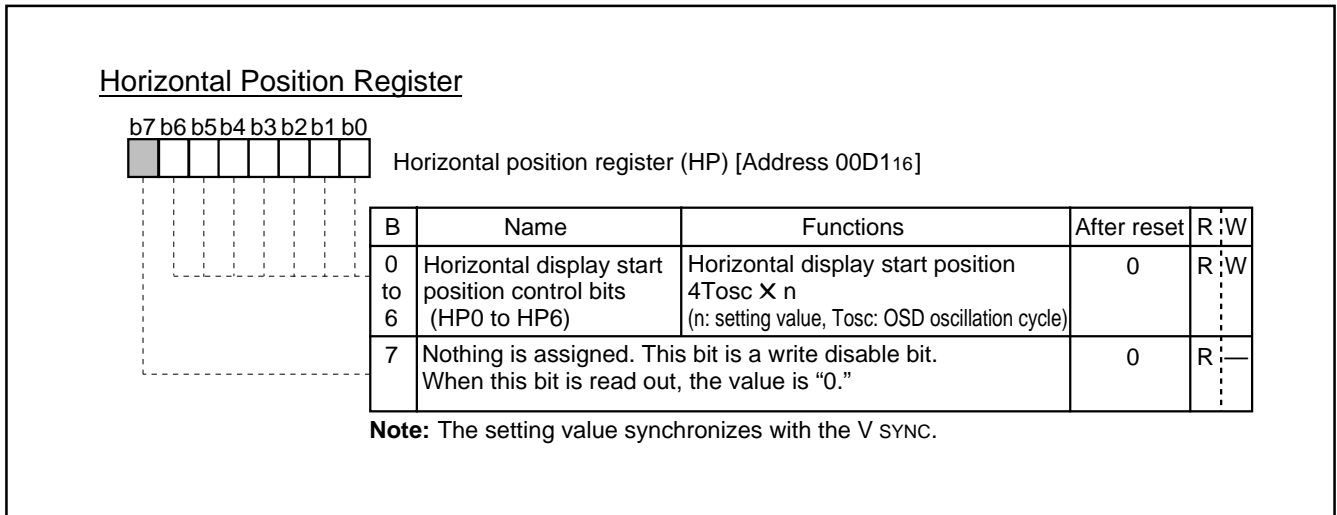 Horizontal Position Register
b7 b6 b5 b4 b3 b2 b1 b0
Horizontal position register (HP) [Address 00D116]
B Name Functions After reset R W
0 to 6 Horizontal display start position control bits (HP0 to HP6) Horizontal display start position 4Tosc × n (n: setting value, Tosc: OSD oscillation cycle) 0 R W
7 Nothing is assigned. This bit is a write disable bit. When this bit is read out, the value is “0.” 0 R —
Note: The setting value synchronizes with the V SYNC.